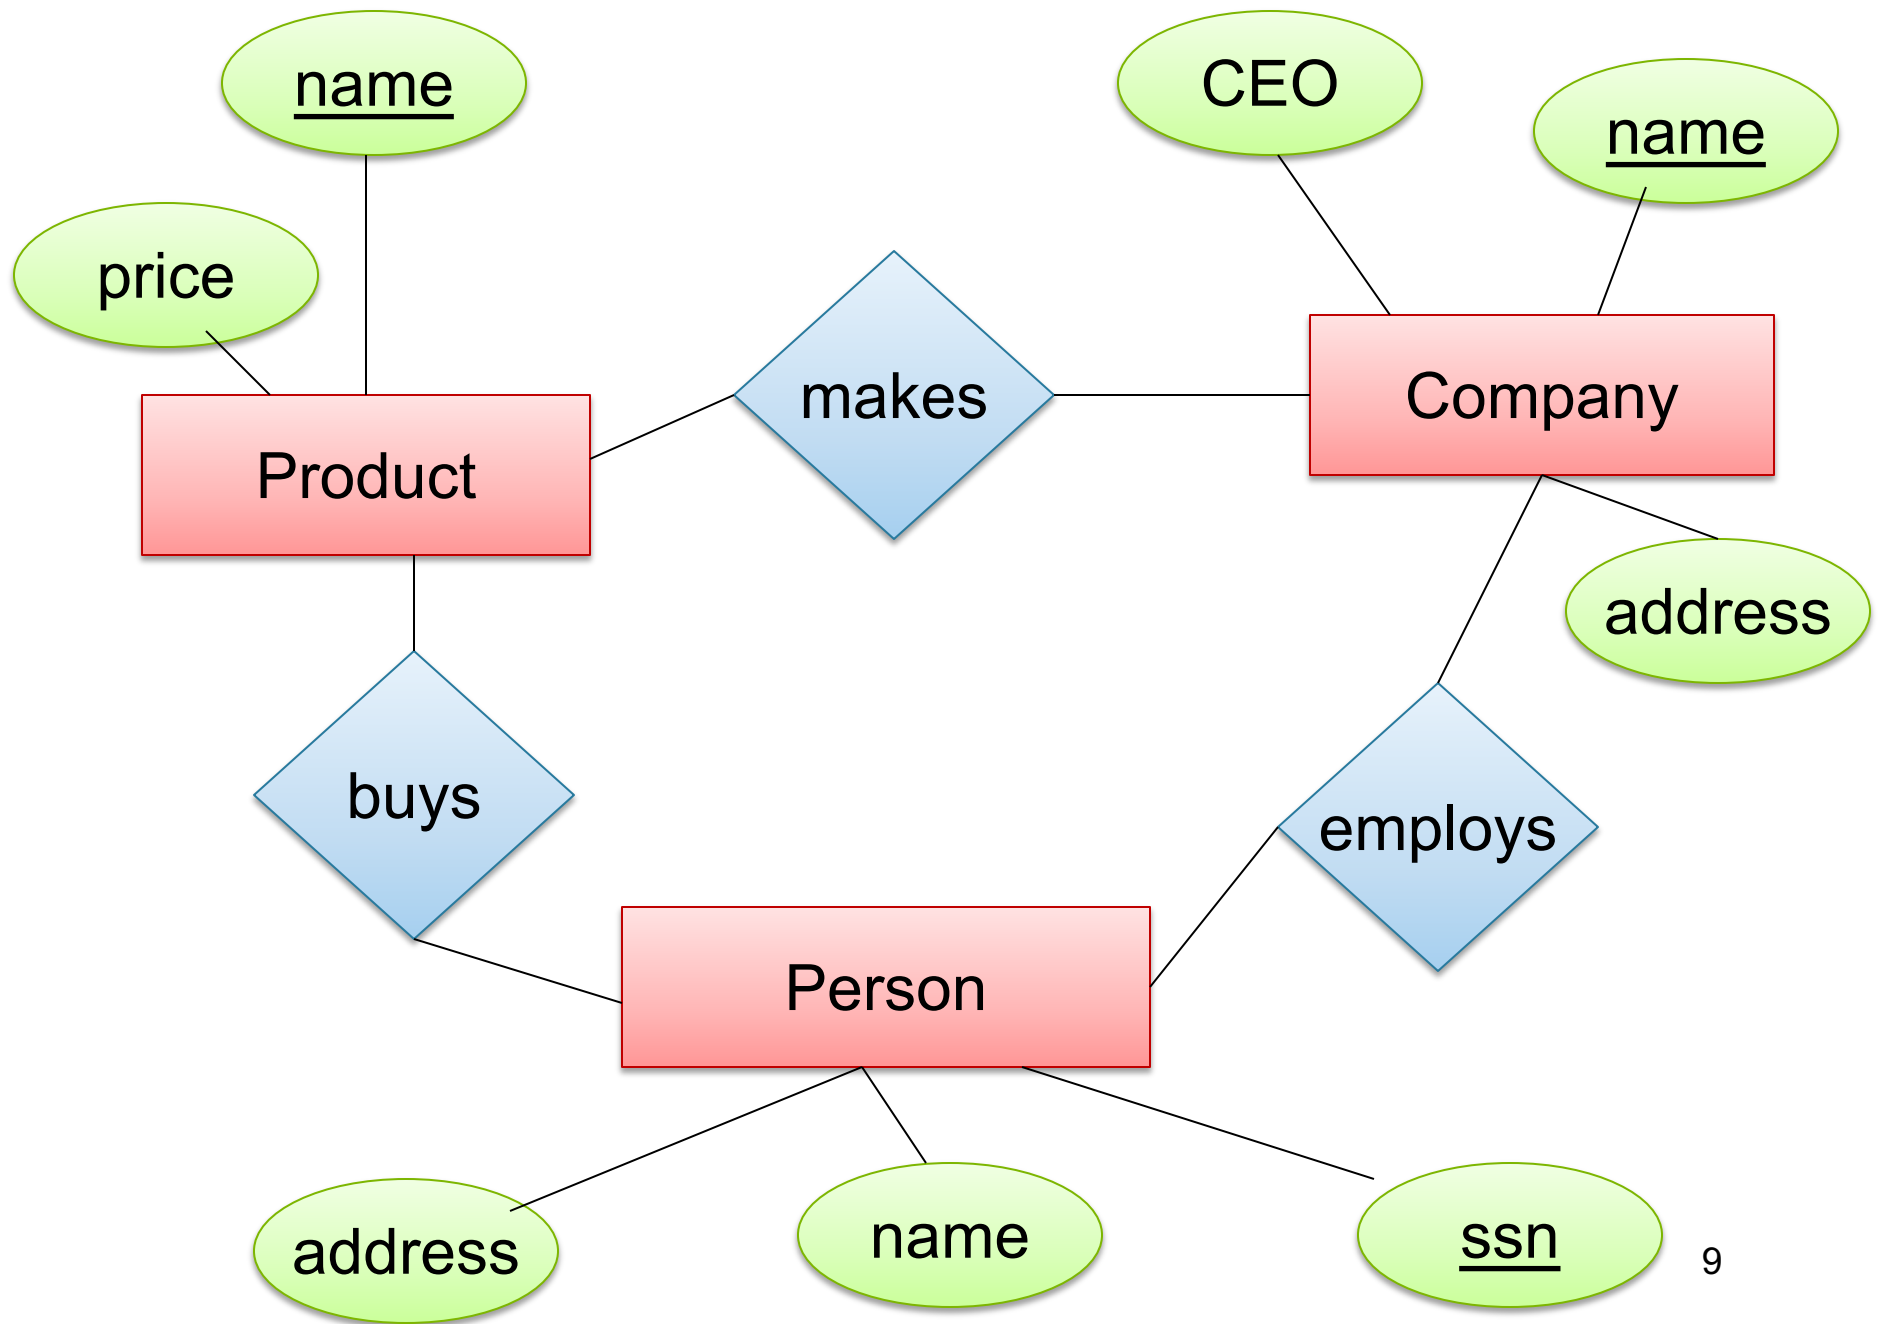 name
CEO
name
price
makes
Company
Product
address
buys
employs
Person
address
name
ssn
9